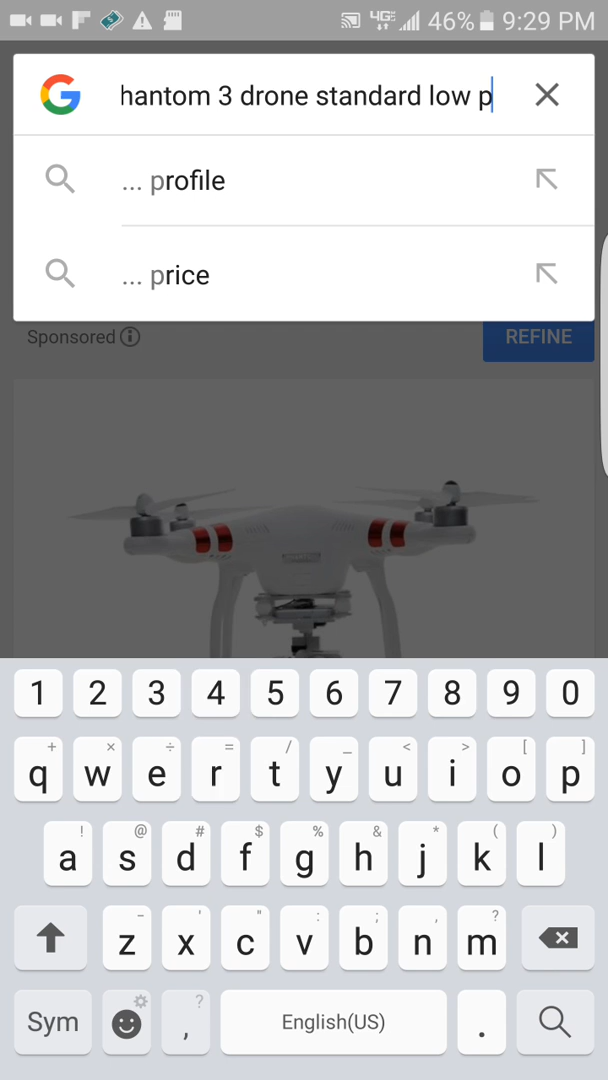 4GE 46% 9:29 PM
hantom 3 drone standard low p
... profile
... price
Sponsored
REFINE
1 2 3 4 5 6 7 8 9 0
+ × ÷ = / _ < > [ ]
q w e r t y u i o p
! @ # $ % & * ( )
a s d f g h j k l
- ' " : ; , ?
z x c v b n m
?
Sym , English(US) .